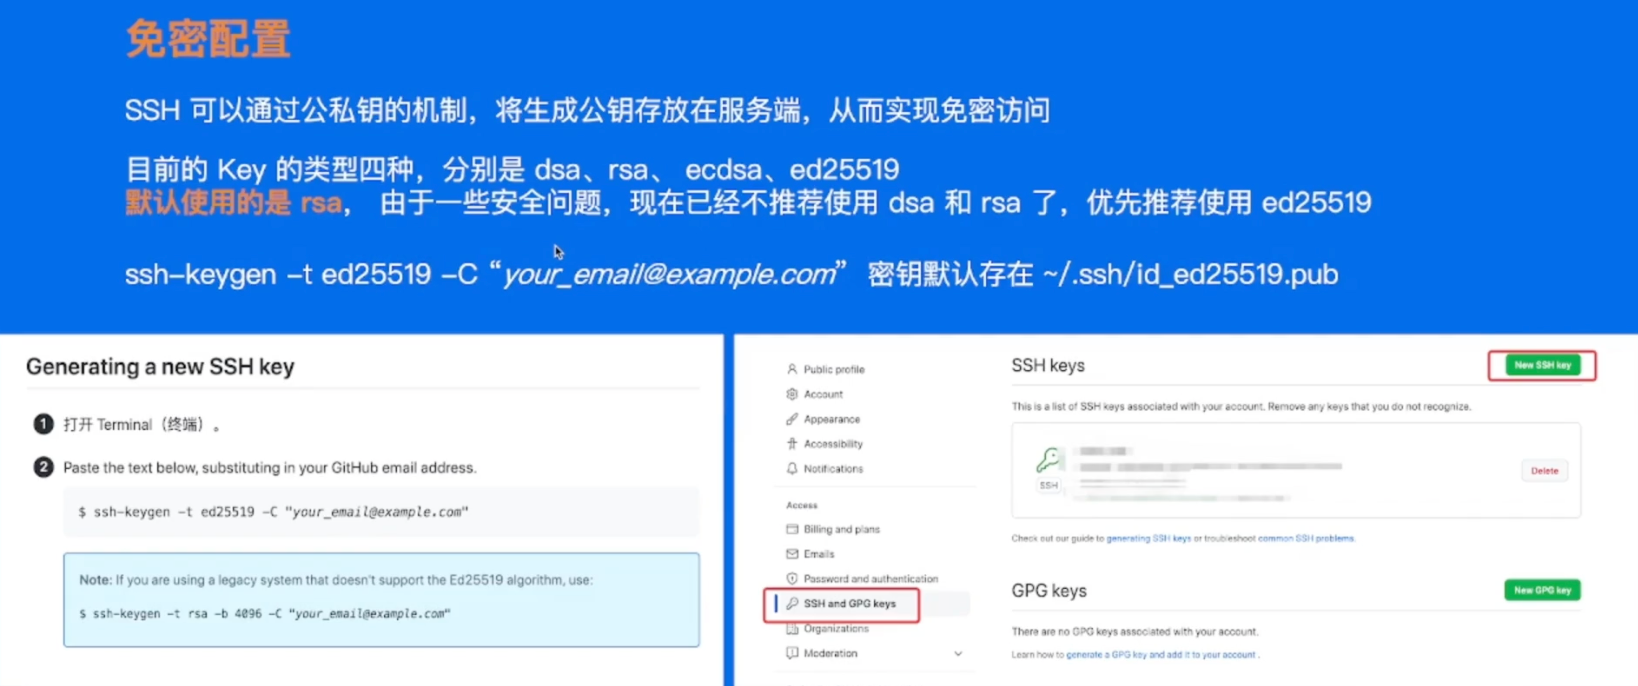 免密配置
SSH 可以通过公私钥的机制，将生成公钥存放在服务端，从而实现免密访问
目前的 Key 的类型四种，分别是 dsa、rsa、 ecdsa、ed25519
默认使用的是 rsa， 由于一些安全问题，现在已经不推荐使用 dsa 和 rsa 了，优先推荐使用 ed25519
ssh-keygen -t ed25519 -C “your_email@example.com” 密钥默认存在 ~/.ssh/id_ed25519.pub
Generating a new SSH key
1 打开 Terminal（终端）。
2 Paste the text below, substituting in your GitHub email address.
$ ssh-keygen -t ed25519 -C "your_email@example.com"
Note: If you are using a legacy system that doesn't support the Ed25519 algorithm, use:
$ ssh-keygen -t rsa -b 4096 -C "your_email@example.com"
Public profile
Account
Appearance
Accessibility
Notifications
Access
Billing and plans
Emails
Password and authentication
SSH and GPG keys
Organizations
Moderation
SSH keys
New SSH key
This is a list of SSH keys associated with your account. Remove any keys that you do not recognize.
SSH
Delete
Check out our guide to generating SSH keys or troubleshoot common SSH problems.
GPG keys
New GPG key
There are no GPG keys associated with your account.
Learn how to generate a GPG key and add it to your account .